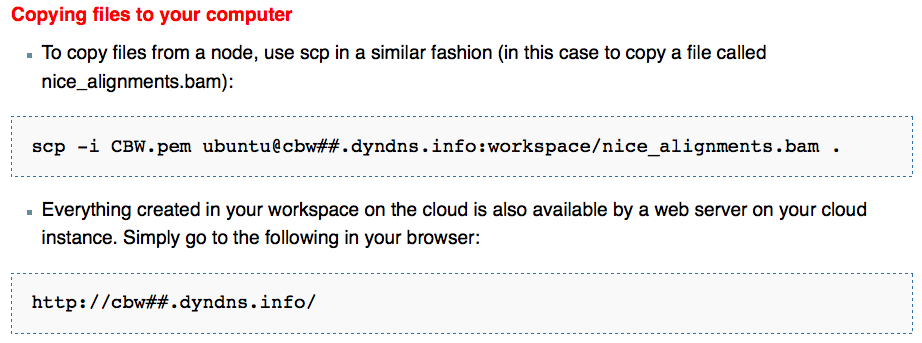 Copying files to your computer
To copy files from a node, use scp in a similar fashion (in this case to copy a file called
nice_alignments.bam):
scp -i CBW.pem ubuntu@cbw##.dyndns.info:workspace/nice_alignments.bam .
Everything created in your workspace on the cloud is also available by a web server on your cloud
instance. Simply go to the following in your browser:
http://cbw##.dyndns.info/